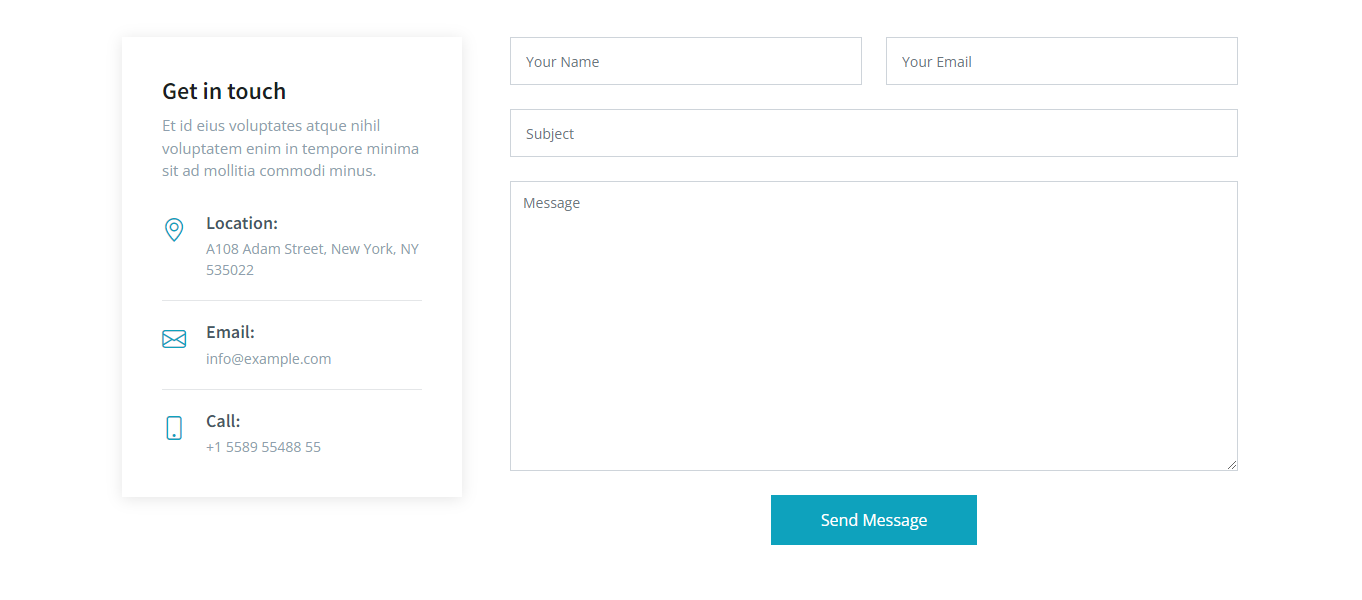 Get in touch
Et id eius voluptates atque nihil
voluptatem enim in tempore minima
sit ad mollitia commodi minus.
Location:
A108 Adam Street, New York, NY
535022
Email:
info@example.com
Call:
+1 5589 55488 55
Your Name
Your Email
Subject
Message
Send Message